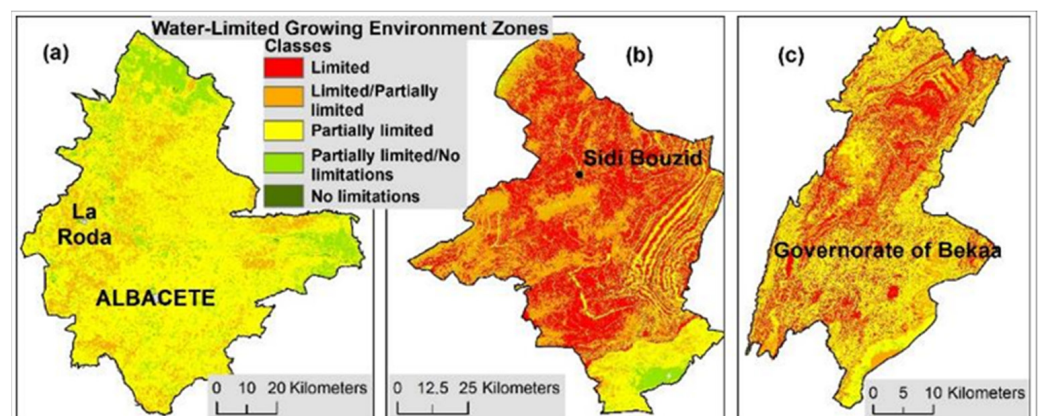 Water-Limited Growing Environment Zones
Classes
Limited
Limited/Partially
limited
Partially limited
Partially limited/No
limitations
No limitations
(a)
La
Roda
ALBACETE
0 10 20 Kilometers
(b)
Sidi Bouzid
0 12.5 25 Kilometers
(c)
Governorate of Bekaa
0 5 10 Kilometers